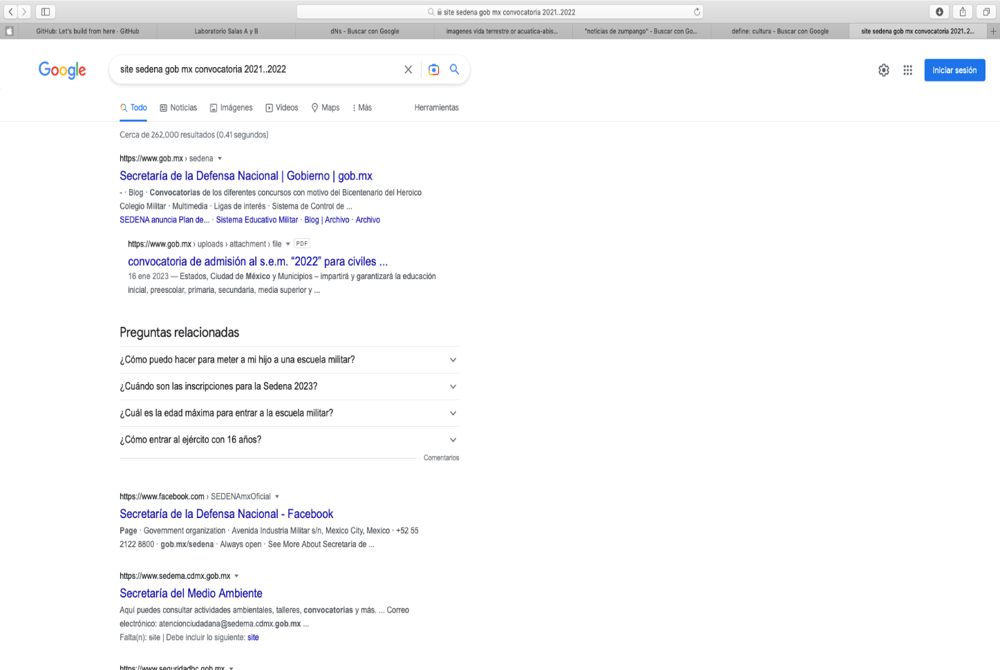 site sedena gob mx convocatoria 2021..2022
GitHub: Let's build from here · GitHub
Laboratorio Salas A y B
dNs - Buscar con Google
imagenes vida terrestre or acuatica-abis...
"noticias de zumpango" - Buscar con Go...
define: cultura - Buscar con Google
site sedena gob mx convocatoria 2021..2...
Google
site sedena gob mx convocatoria 2021..2022
Iniciar sesión
Todo
Noticias
Imágenes
Vídeos
Maps
Más
Herramientas
Cerca de 262,000 resultados (0.41 segundos)
https://www.gob.mx › sedena
Secretaría de la Defensa Nacional | Gobierno | gob.mx
- · Blog · Convocatorias de los diferentes concursos con motivo del Bicentenario del Heroico
Colegio Militar · Multimedia · Ligas de interés · Sistema de Control de ...
SEDENA anuncia Plan de... · Sistema Educativo Militar · Blog | Archivo · Archivo
https://www.gob.mx › uploads › attachment › file PDF
convocatoria de admisión al s.e.m. “2022” para civiles ...
16 ene 2023 — Estados, Ciudad de México y Municipios – impartirá y garantizará la educación
inicial, preescolar, primaria, secundaria, media superior y ...
Preguntas relacionadas
¿Cómo puedo hacer para meter a mi hijo a una escuela militar?
¿Cuándo son las inscripciones para la Sedena 2023?
¿Cuál es la edad máxima para entrar a la escuela militar?
¿Cómo entrar al ejército con 16 años?
Comentarios
https://www.facebook.com › SEDENAmxOficial
Secretaría de la Defensa Nacional - Facebook
Page · Government organization · Avenida Industria Militar s/n, Mexico City, Mexico · +52 55
2122 8800 · gob.mx/sedena · Always open · See More About Secretaría de ...
https://www.sedema.cdmx.gob.mx
Secretaría del Medio Ambiente
Aquí puedes consultar actividades ambientales, talleres, convocatorias y más. ... Correo
electrónico: atencionciudadana@sedema.cdmx.gob.mx ...
Falta(n): site | Debe incluir lo siguiente: site
https://www.seguridadbc.gob.mx